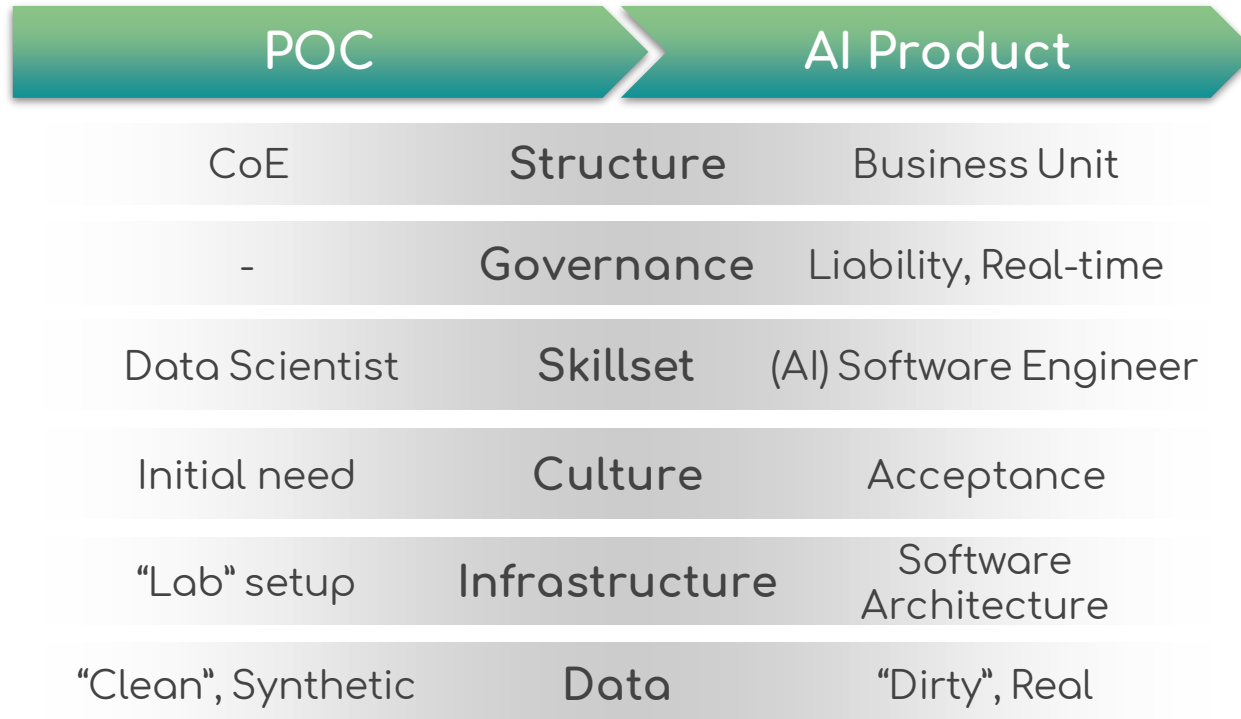 POC
AI Product
CoE Structure Business Unit
- Governance Liability, Real-time
Data Scientist Skillset (AI) Software Engineer
Initial need Culture Acceptance
“Lab” setup Infrastructure Software
Architecture
“Clean”, Synthetic Data “Dirty”, Real